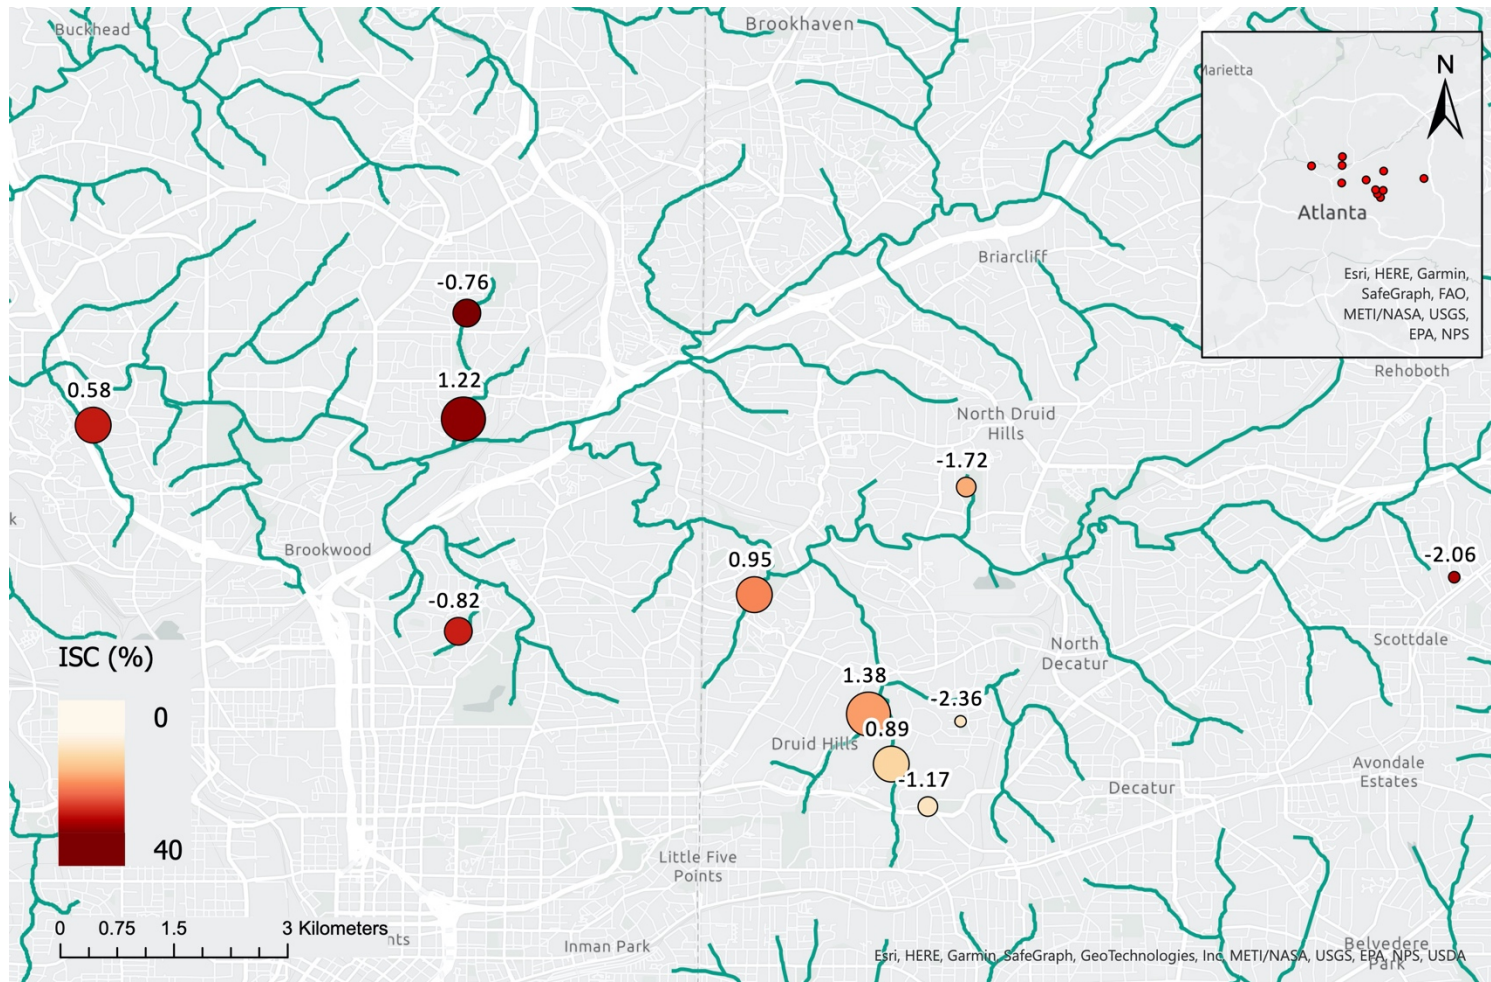 Buckhead
Brookhaven
Marietta
N
Atlanta
Esri, HERE, Garmin,
SafeGraph, FAO,
METI/NASA, USGS,
EPA, NPS
Briarcliff
-0.76
1.22
0.58
Rehoboth
North Druid
Hills
-1.72
k
Brookwood
0.95
-2.06
-0.82
Scottdale
North
Decatur
ISC (%)
0
40
1.38
-2.36
0.89
Druid Hills
-1.17
Decatur
Avondale
Estates
Little Five
Points
0 0.75 1.5 3 Kilometers
nts
Inman Park
Belvedere
Park
Esri, HERE, Garmin, SafeGraph, GeoTechnologies, Inc, METI/NASA, USGS, EPA, NPS, USDA